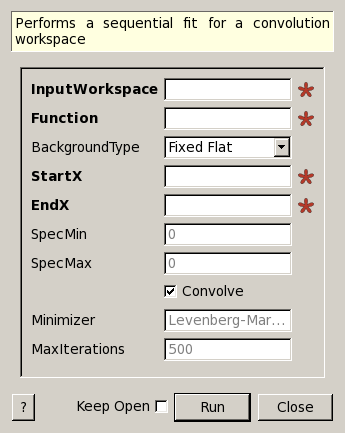 Performs a sequential fit for a convolution
workspace
InputWorkspace *
Function *
BackgroundType Fixed Flat
StartX *
EndX *
SpecMin 0
SpecMax 0
Convolve
Minimizer Levenberg-Mar...
MaxIterations 500
? Keep Open Run Close